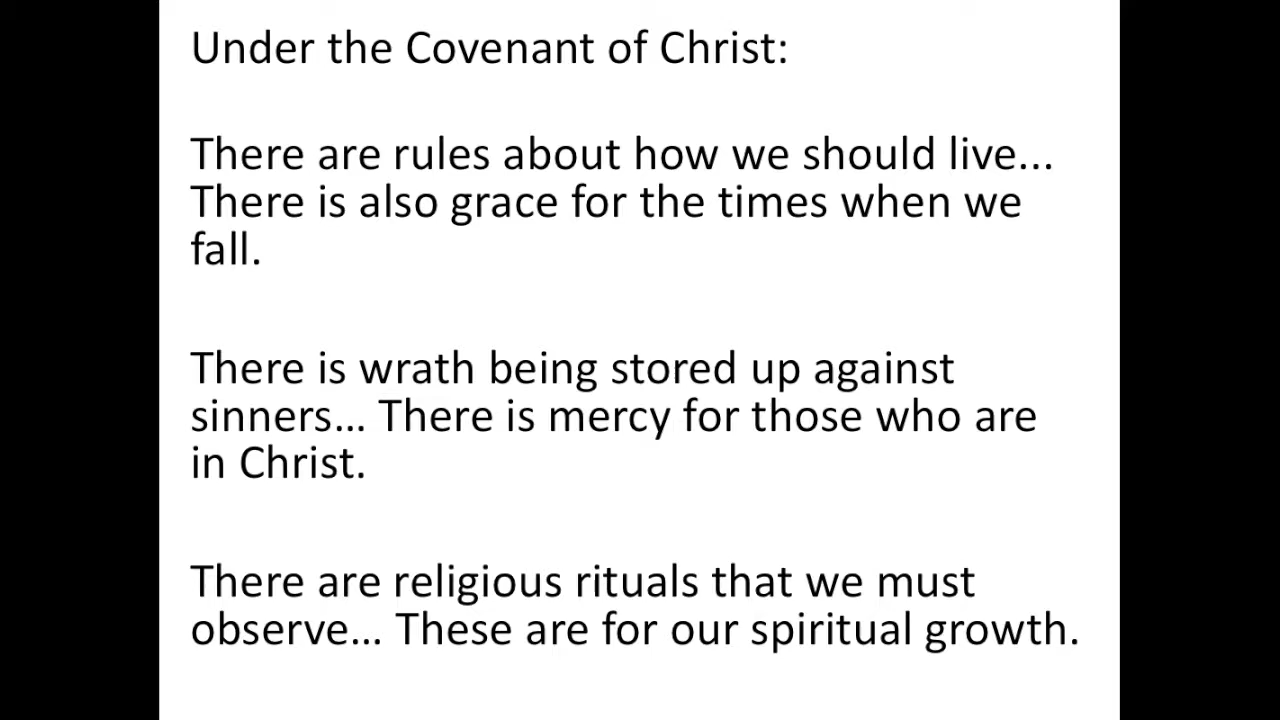 Under the Covenant of Christ:
There are rules about how we should live...
There is also grace for the times when we
fall.
There is wrath being stored up against
sinners... There is mercy for those who are
in Christ.
There are religious rituals that we must
observe... These are for our spiritual growth.